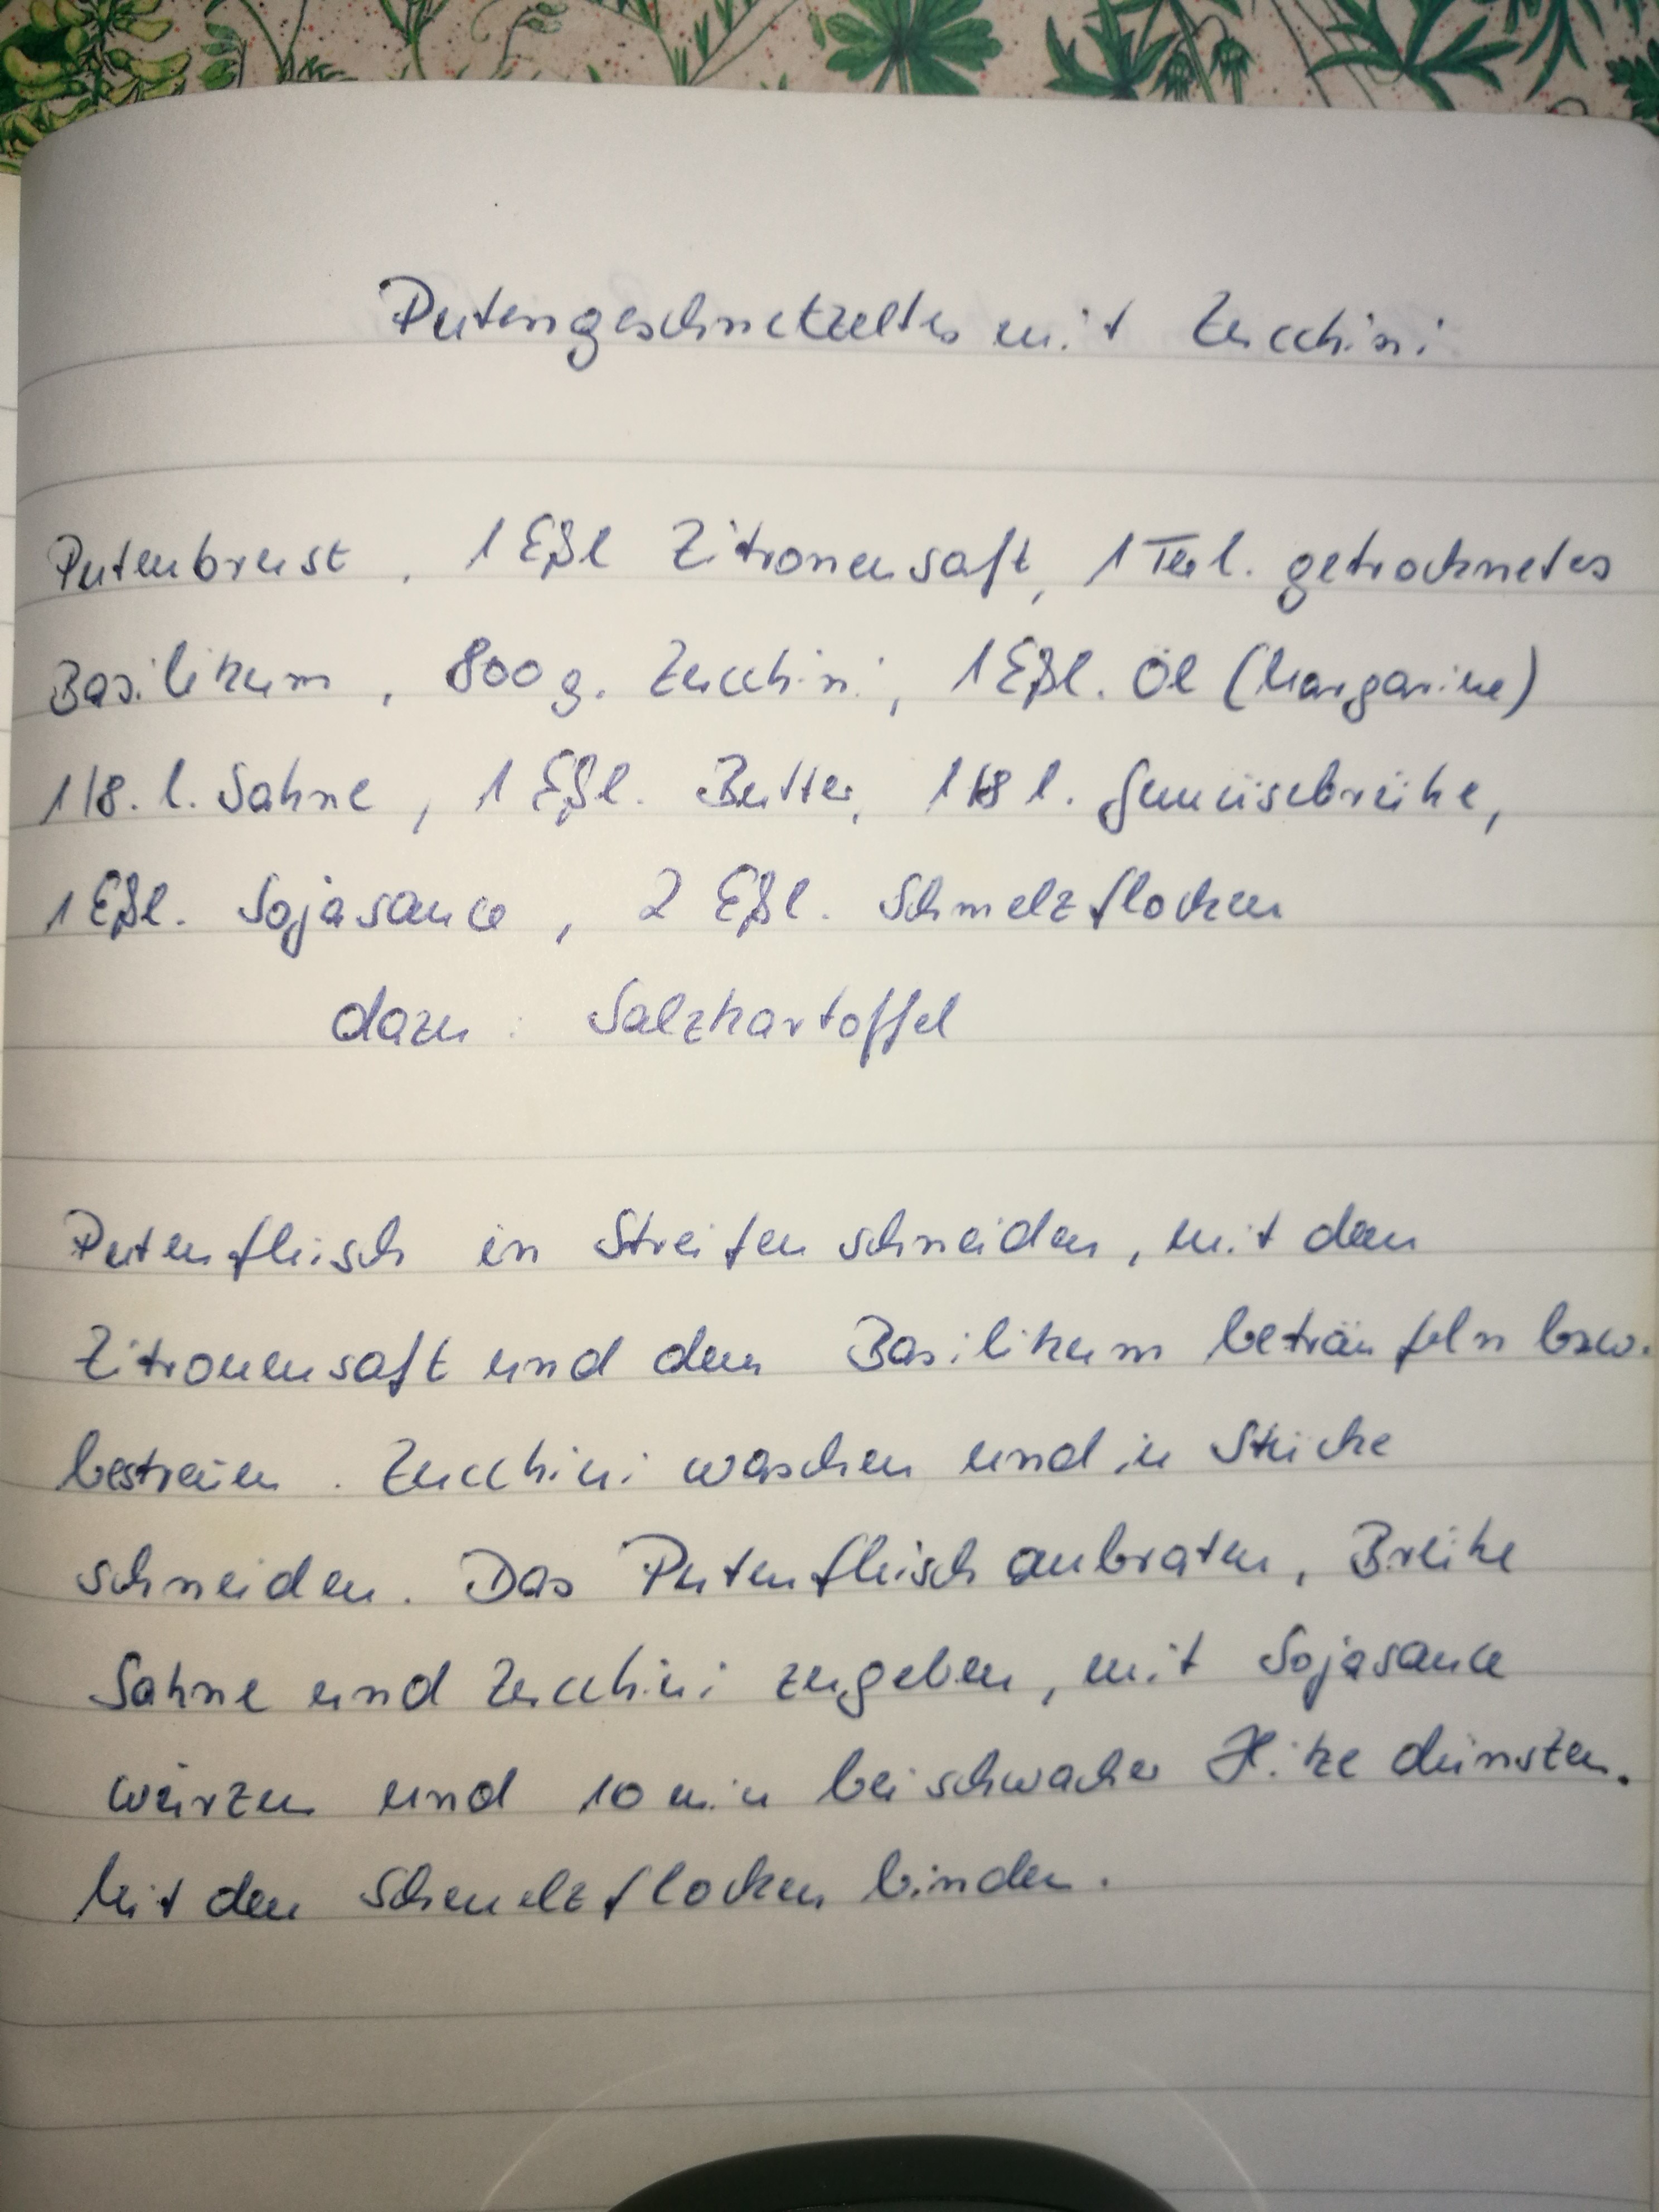 Putengeschnetzeltes mit Zucchini
Putenbrust, 1 Eßl Zitronensaft, 1 Teel. getrocknetes
Basilikum, 800 g. Zucchini, 1 Eßl. Öl (Margarine)
1/8. l. Sahne, 1 Eßl. Butter, 1/8 l. Gemüsebrühe,
1 Eßl. Sojasauce, 2 Eßl. Schmelzflocken
dazu: Salzkartoffel
Putenfleisch in Streifen schneiden, mit dem
Zitronensaft und dem Basilikum beträufeln bzw.
bestreuen. Zucchini waschen und in Stücke
schneiden. Das Putenfleisch anbraten, Brühe
Sahne und Zucchini zugeben, mit Sojasauce
würzen und 10 min bei schwacher Hitze dünsten.
Mit den Schmelzflocken binden.